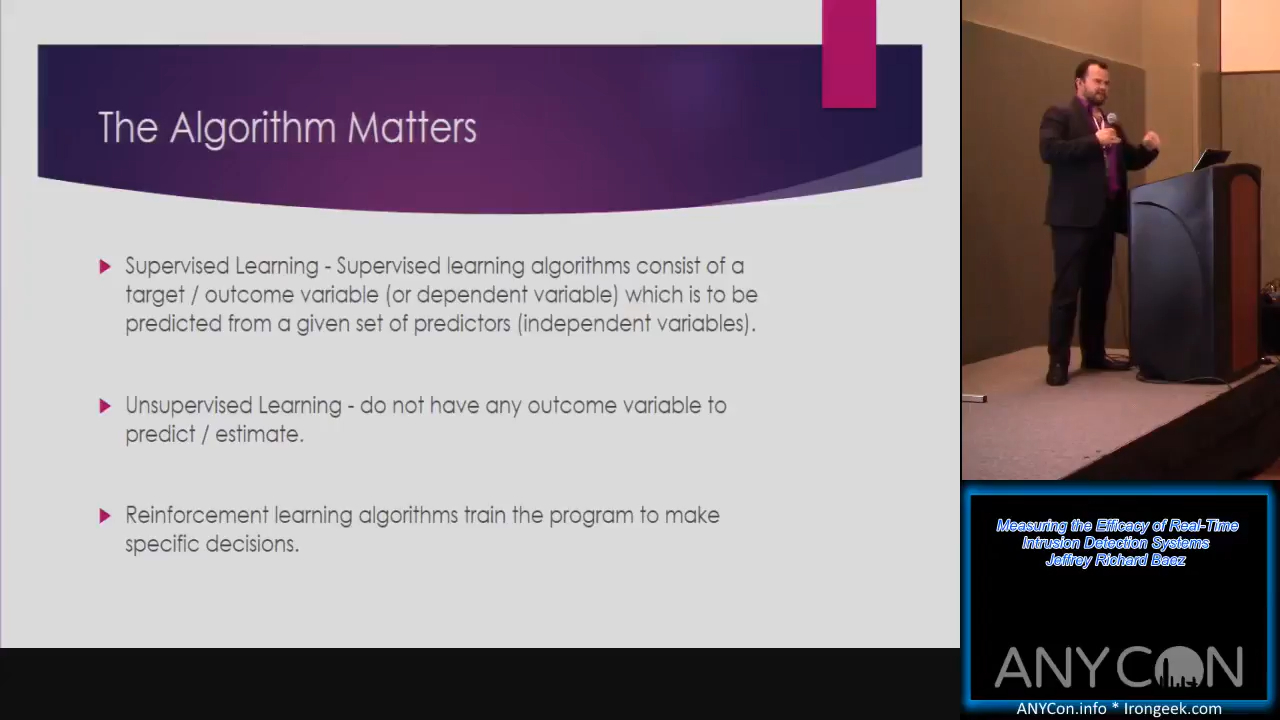 The Algorithm Matters
Supervised Learning - Supervised learning algorithms consist of a
target / outcome variable (or dependent variable) which is to be
predicted from a given set of predictors (independent variables).
Unsupervised Learning - do not have any outcome variable to
predict / estimate.
Reinforcement learning algorithms train the program to make
specific decisions.
Measuring the Efficacy of Real-Time
Intrusion Detection Systems
Jeffrey Richard Baez
ANYCON
ANYCon.info * Irongeek.com